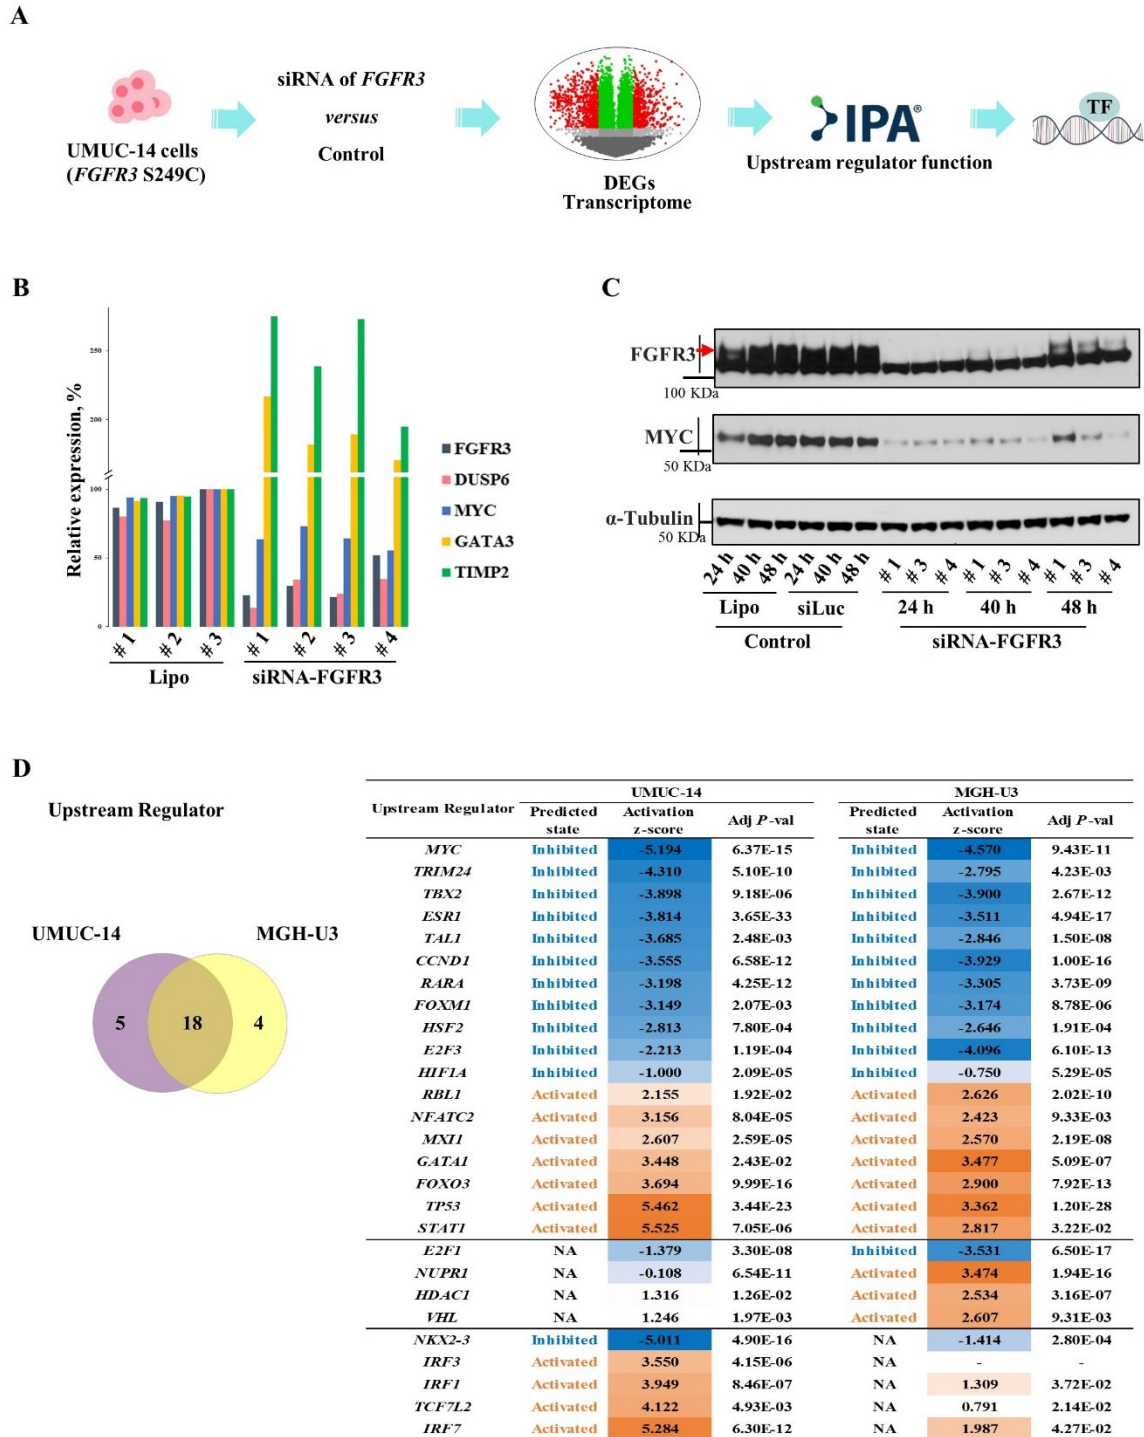 A
UMUC-14 cells
(FGFR3 S249C)
siRNA of FGFR3
versus
Control
DEGs
Transcriptome
IPA®
Upstream regulator function
TF
B
Relative expression, %
250
200
100
50
0
FGFR3
DUSP6
MYC
GATA3
TIMP2
#1 #2 #3 #1 #2 #3 #4
Lipo siRNA-FGFR3
C
FGFR3
100 KDa
MYC
50 KDa
α-Tubulin
50 KDa
24 h 40 h 48 h 24 h 40 h 48 h #1 #3 #4 #1 #3 #4 #1 #3 #4
Lipo siLuc 24 h 40 h 48 h
Control siRNA-FGFR3
D
Upstream Regulator
UMUC-14 MGH-U3
5 18 4
UMUC-14 MGH-U3
Upstream Regulator Predicted state Activation z-score Adj P-val Predicted state Activation z-score Adj P-val
MYC Inhibited -5.194 6.37E-15 Inhibited -4.570 9.43E-11
TRIM24 Inhibited -4.310 5.10E-10 Inhibited -2.795 4.23E-03
TBX2 Inhibited -3.898 9.18E-06 Inhibited -3.900 2.67E-12
ESR1 Inhibited -3.814 3.65E-33 Inhibited -3.511 4.94E-17
TAL1 Inhibited -3.685 2.48E-03 Inhibited -2.846 1.50E-08
CCND1 Inhibited -3.555 6.58E-12 Inhibited -3.929 1.00E-16
RARA Inhibited -3.198 4.25E-12 Inhibited -3.305 3.73E-09
FOXM1 Inhibited -3.149 2.07E-03 Inhibited -3.174 8.78E-06
HSF2 Inhibited -2.813 7.80E-04 Inhibited -2.646 1.91E-04
E2F3 Inhibited -2.213 1.19E-04 Inhibited -4.096 6.10E-13
HIF1A Inhibited -1.000 2.09E-05 Inhibited -0.750 5.29E-05
RBL1 Activated 2.155 1.92E-02 Activated 2.626 2.02E-10
NFATC2 Activated 3.156 8.04E-05 Activated 2.423 9.33E-03
MXI1 Activated 2.607 2.59E-05 Activated 2.570 2.19E-08
GATA1 Activated 3.448 2.43E-02 Activated 3.477 5.09E-07
FOXO3 Activated 3.694 9.99E-16 Activated 2.900 7.92E-13
TP53 Activated 5.462 3.44E-23 Activated 3.362 1.20E-28
STAT1 Activated 5.525 7.05E-06 Activated 2.817 3.22E-02
E2F1 NA -1.379 3.30E-08 Inhibited -3.531 6.50E-17
NUPR1 NA -0.108 6.54E-11 Activated 3.474 1.94E-16
HDAC1 NA 1.316 1.26E-02 Activated 2.534 3.16E-07
VHL NA 1.246 1.97E-03 Activated 2.607 9.31E-03
NKX2-3 Inhibited -5.011 4.90E-16 NA -1.414 2.80E-04
IRF3 Activated 3.550 4.15E-06 NA - -
IRF1 Activated 3.949 8.46E-07 NA 1.309 3.72E-02
TCF7L2 Activated 4.122 4.93E-03 NA 0.791 2.14E-02
IRF7 Activated 5.284 6.30E-12 NA 1.987 4.27E-02